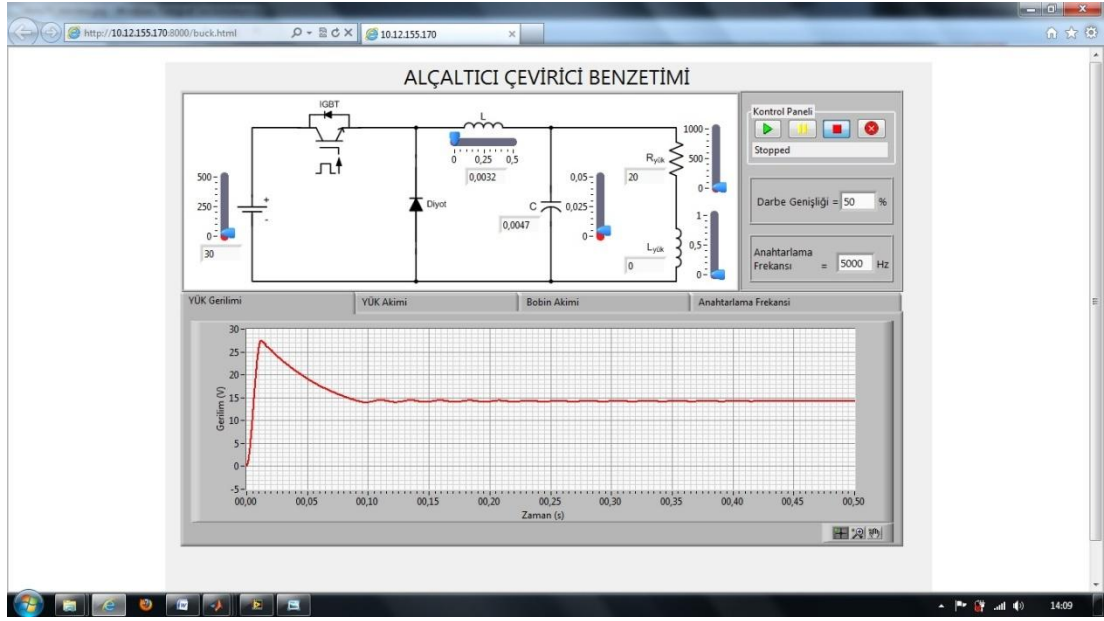 http://10.12.155.170:8000/buck.html
10.12.155.170
ALÇALTICI ÇEVİRİCİ BENZETİMİ
IGBT
L
0 0,25 0,5
0,0032
500
250
0
30
+
-
Diyot
C
0,05
0,025
0
0,0047
Ryük
20
1000
500
0
Lyük
0
1
0,5
0
Kontrol Paneli
Stopped
Darbe Genişliği = 50 %
Anahtarlama
Frekansı = 5000 Hz
YÜK Gerilimi YÜK Akimi Bobin Akimi Anahtarlama Frekansi
Gerilim (V)
30
25
20
15
10
5
0
-5
00,00 00,05 00,10 00,15 00,20 00,25 00,30 00,35 00,40 00,45 00,50
Zaman (s)
14:09